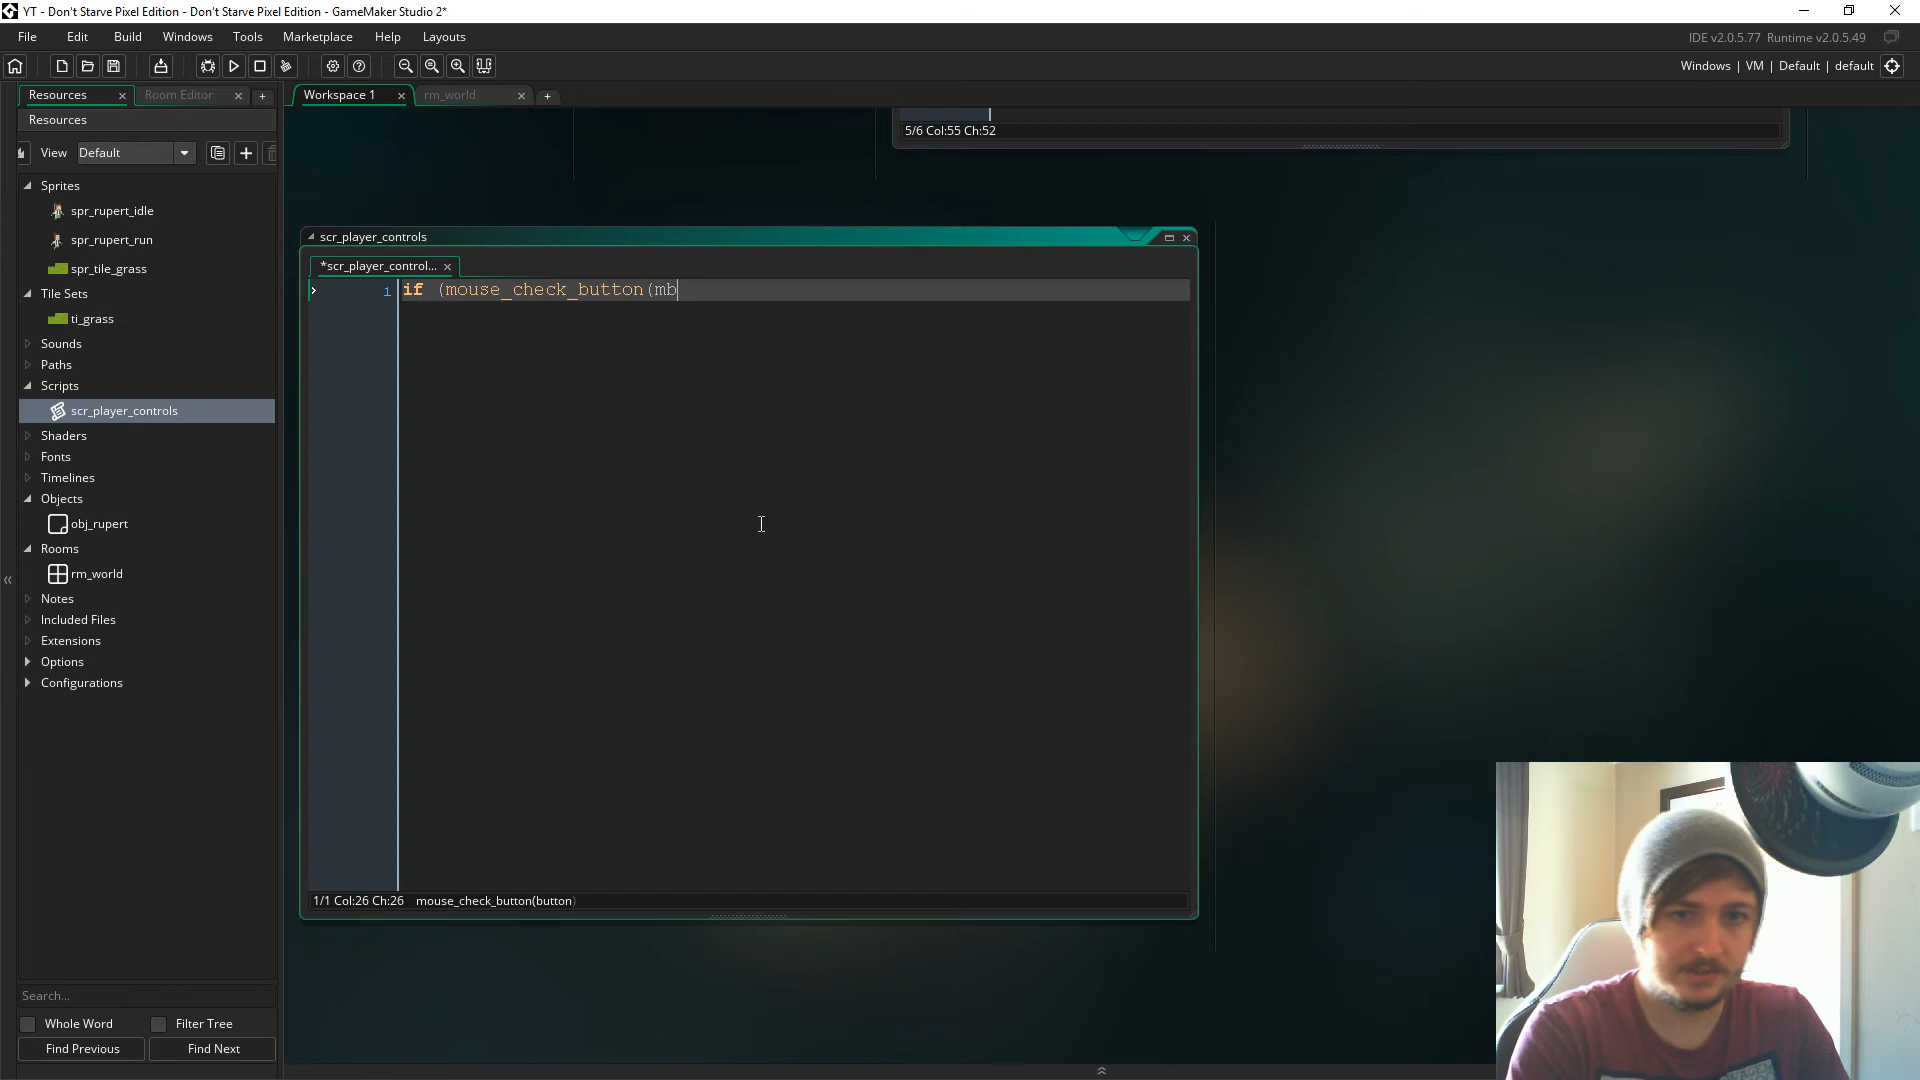 YT - Don't Starve Pixel Edition - Don't Starve Pixel Edition - GameMaker Studio 2*
File Edit Build Windows Tools Marketplace Help Layouts
IDE v2.0.5.77 Runtime v2.0.5.49
Windows | VM | Default | default
Resources
Room Editor
Workspace 1
rm_world
Resources
View Default
Sprites
spr_rupert_idle
spr_rupert_run
spr_tile_grass
Tile Sets
ti_grass
Sounds
Paths
Scripts
scr_player_controls
Shaders
Fonts
Timelines
Objects
obj_rupert
Rooms
rm_world
Notes
Included Files
Extensions
Options
Configurations
Search...
Whole Word
Filter Tree
Find Previous
Find Next
5/6 Col:55 Ch:52
scr_player_controls
*scr_player_control...
1 if (mouse_check_button(mb
1/1 Col:26 Ch:26 mouse_check_button(button)